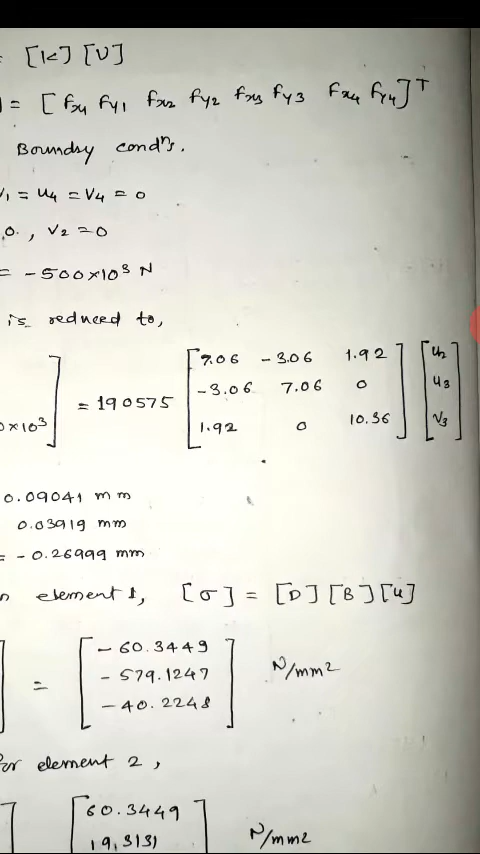 = [K] [U]
= [ fx1 fy1 fx2 fy2 fx3 fy3 fx4 fy4 ]T
Boundry condns.
V1 = u4 = V4 = 0
0. , V2 = 0
= -500×10³ N
is reduced to,
0×10³ ] = 190575 [ 7.06 -3.06 1.92 ] [ u2 ]
-3.06 7.06 0 u3
1.92 0 10.36 V3
0.09041 mm
0.03919 mm
= -0.26999 mm
n element 1, [σ] = [D] [B] [u]
] = [ -60.3449 ] N/mm2
-579.1247
-40.2248
for element 2,
60.3449
19.3131 N/mm2